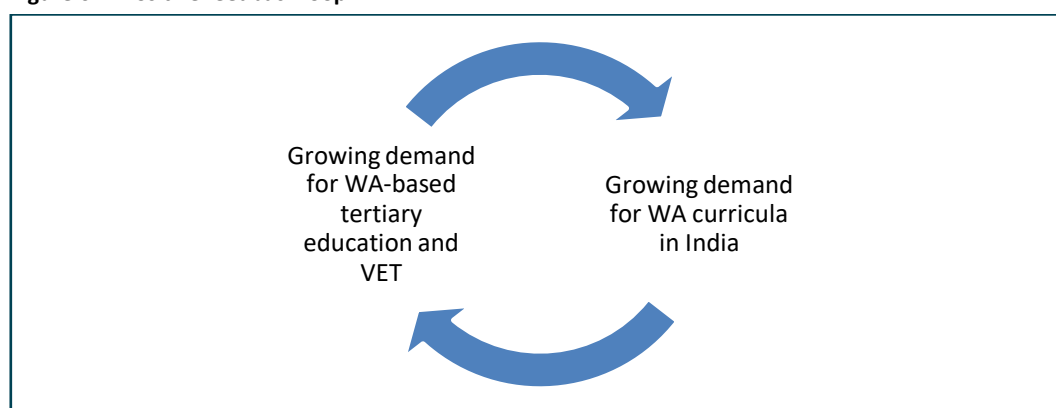 Growing demand
for WA-based
tertiary
education and
VET
Growing demand
for WA curricula
in India